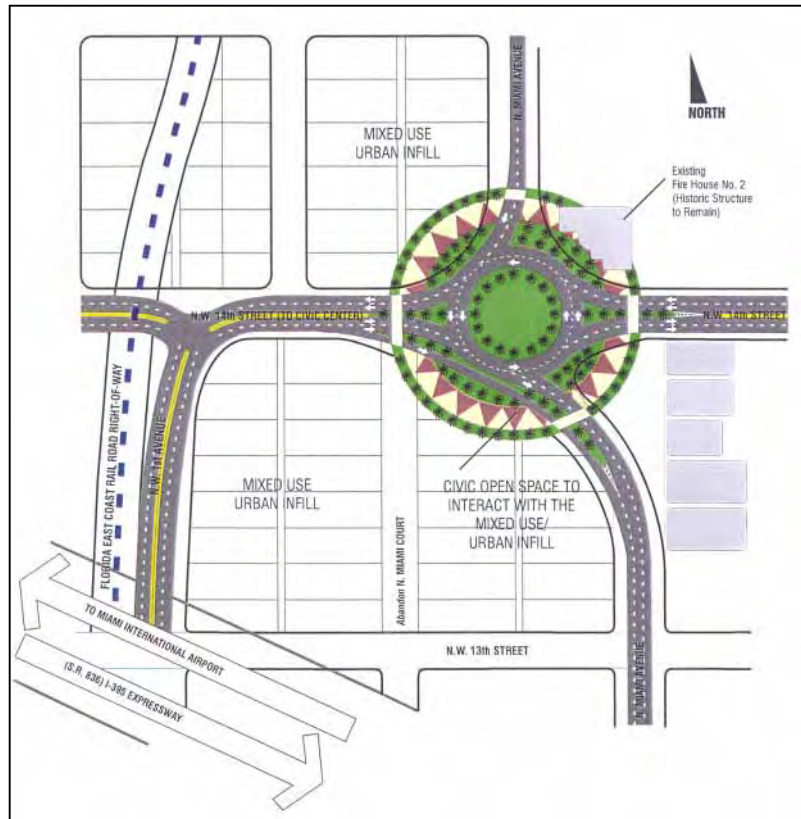 N. MIAMI AVENUE
NORTH
MIXED USE
URBAN INFILL
Existing
Fire House No. 2
(Historic Structure
to Remain)
N.W. 14th STREET (TO CIVIC CENTER)
N.W. 14th STREET
FLORIDA EAST COAST RAIL ROAD RIGHT-OF-WAY
N.W. 1st AVENUE
MIXED USE
URBAN INFILL
CIVIC OPEN SPACE TO
INTERACT WITH THE
MIXED USE/
URBAN INFILL
Abandon N. MIAMI COURT
TO MIAMI INTERNATIONAL AIRPORT
(S.R. 836) I-395 EXPRESSWAY
N.W. 13th STREET
N. MIAMI AVENUE